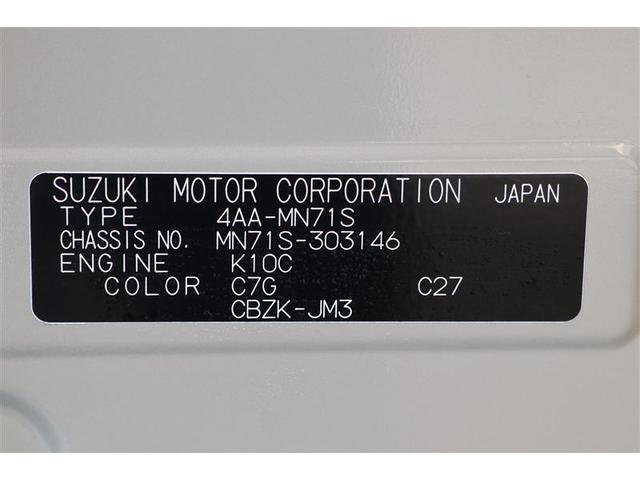 SUZUKI MOTOR CORPORATION JAPAN
TYPE 4AA-MN71S
CHASSIS NO. MN71S-303146
ENGINE K10C
COLOR C7G C27
CBZK-JM3